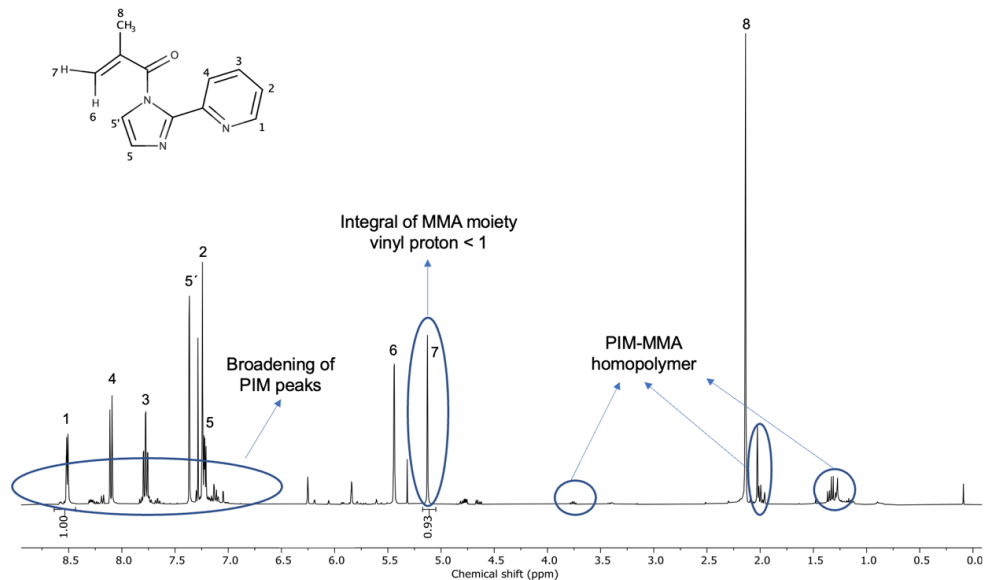 8
CH₃
O
7 H
H
6
N
5'
5
N
4
3
2
N
1
8
Integral of MMA moiety
vinyl proton < 1
2
5´
Broadening of
PIM peaks
PIM-MMA
homopolymer
6
7
4
3
1
5
1.00
0.93
8.5 8.0 7.5 7.0 6.5 6.0 5.5 5.0 4.5 4.0 3.5 3.0 2.5 2.0 1.5 1.0 0.5 0.0
Chemical shift (ppm)